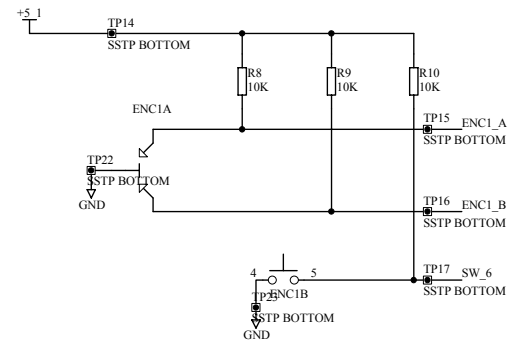 +5_1
TP14
SSTP BOTTOM
R8
10K
R9
10K
R10
10K
ENC1A
TP15
ENC1_A
SSTP BOTTOM
TP22
SSTP BOTTOM
GND
TP16
ENC1_B
SSTP BOTTOM
TP17
SW_6
SSTP BOTTOM
4
5
ENC1B
TP23
SSTP BOTTOM
GND